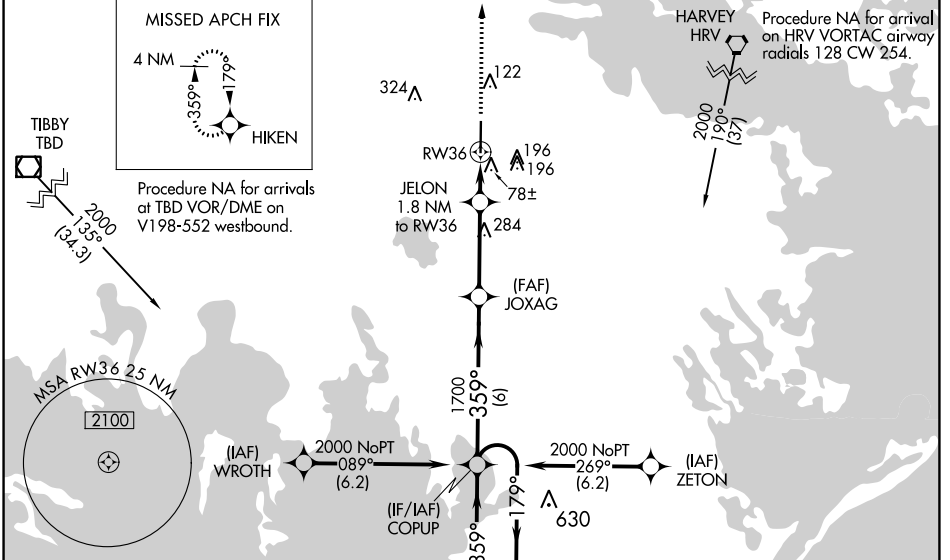 MISSED APCH FIX
4 NM
359°
179°
HIKEN
HARVEY
HRV
Procedure NA for arrival
on HRV VORTAC airway
radials 128 CW 254.
2000
190°
(37)
TIBBY
TBD
2000
135°
(34.3)
Procedure NA for arrivals
at TBD VOR/DME on
V198-552 westbound.
324
122
RW36
196
196
78±
JELON
1.8 NM
to RW36
284
(FAF)
JOXAG
1700
359°
(6)
MSA RW36 25 NM
2100
(IAF)
WROTH
2000 NoPT
089°
(6.2)
2000 NoPT
269°
(6.2)
(IAF)
ZETON
(IF/IAF)
COPUP
179°
630
359°